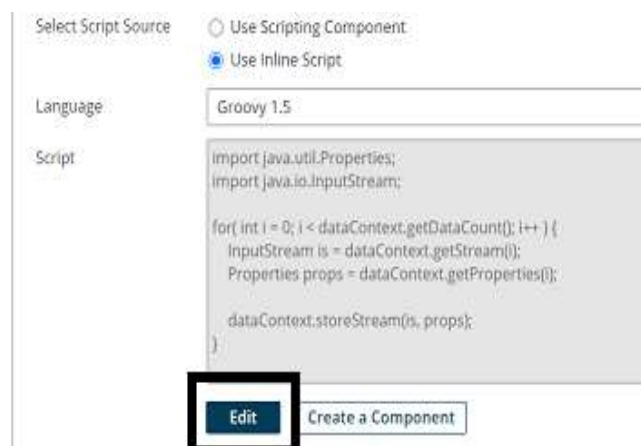 Select Script Source
Use Scripting Component
Use Inline Script
Language
Groovy 1.5
Script
import java.util.Properties;
import java.io.InputStream;
for( int i = 0; i < dataContext.getDataCount(); i++ ) {
InputStream is = dataContext.getStream(i);
Properties props = dataContext.getProperties(i);
dataContext.storeStream(is, props);
}
Edit
Create a Component